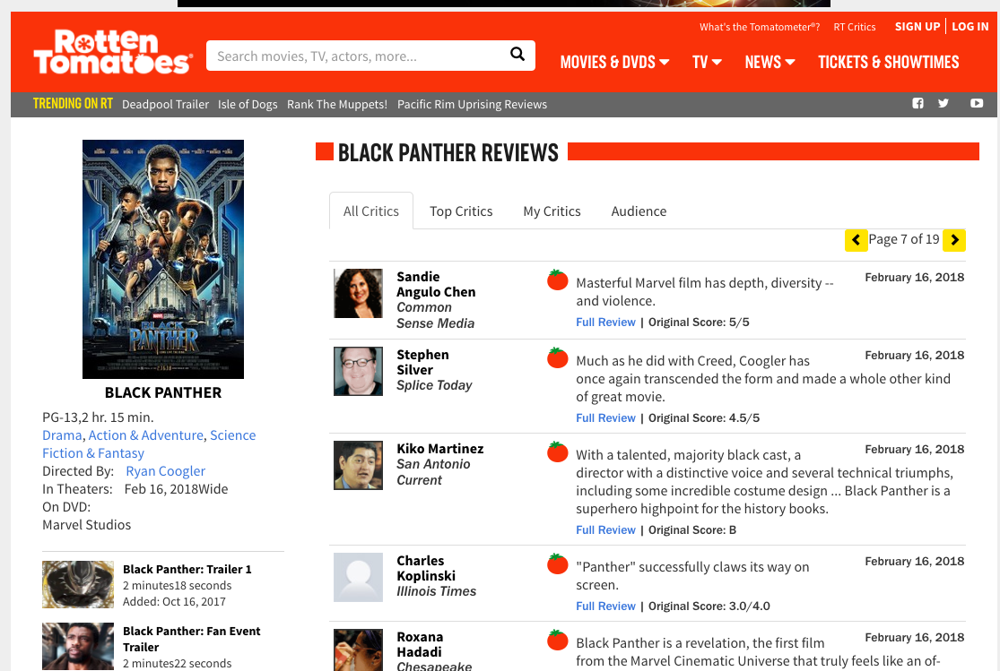 What's the Tomatometer®?
RT Critics
SIGN UP
LOG IN
Rotten
Tomatoes®
Search movies, TV, actors, more...
MOVIES & DVDS
TV
NEWS
TICKETS & SHOWTIMES
TRENDING ON RT
Deadpool Trailer
Isle of Dogs
Rank The Muppets!
Pacific Rim Uprising Reviews
MARVEL STUDIOS
BLACK
PANTHER
BLACK PANTHER
PG-13,2 hr. 15 min.
Drama, Action & Adventure, Science
Fiction & Fantasy
Directed By: Ryan Coogler
In Theaters: Feb 16, 2018Wide
On DVD:
Marvel Studios
Black Panther: Trailer 1
2 minutes18 seconds
Added: Oct 16, 2017
Black Panther: Fan Event
Trailer
2 minutes22 seconds
BLACK PANTHER REVIEWS
All Critics
Top Critics
My Critics
Audience
Page 7 of 19
Sandie
Angulo Chen
Common
Sense Media
February 16, 2018
Masterful Marvel film has depth, diversity --
and violence.
Full Review | Original Score: 5/5
Stephen
Silver
Splice Today
February 16, 2018
Much as he did with Creed, Coogler has
once again transcended the form and made a whole other kind
of great movie.
Full Review | Original Score: 4.5/5
Kiko Martinez
San Antonio
Current
February 16, 2018
With a talented, majority black cast, a
director with a distinctive voice and several technical triumphs,
including some incredible costume design ... Black Panther is a
superhero highpoint for the history books.
Full Review | Original Score: B
Charles
Koplinski
Illinois Times
February 16, 2018
"Panther" successfully claws its way on
screen.
Full Review | Original Score: 3.0/4.0
Roxana
Hadadi
Chesapeake
February 16, 2018
Black Panther is a revelation, the first film
from the Marvel Cinematic Universe that truly feels like an of-